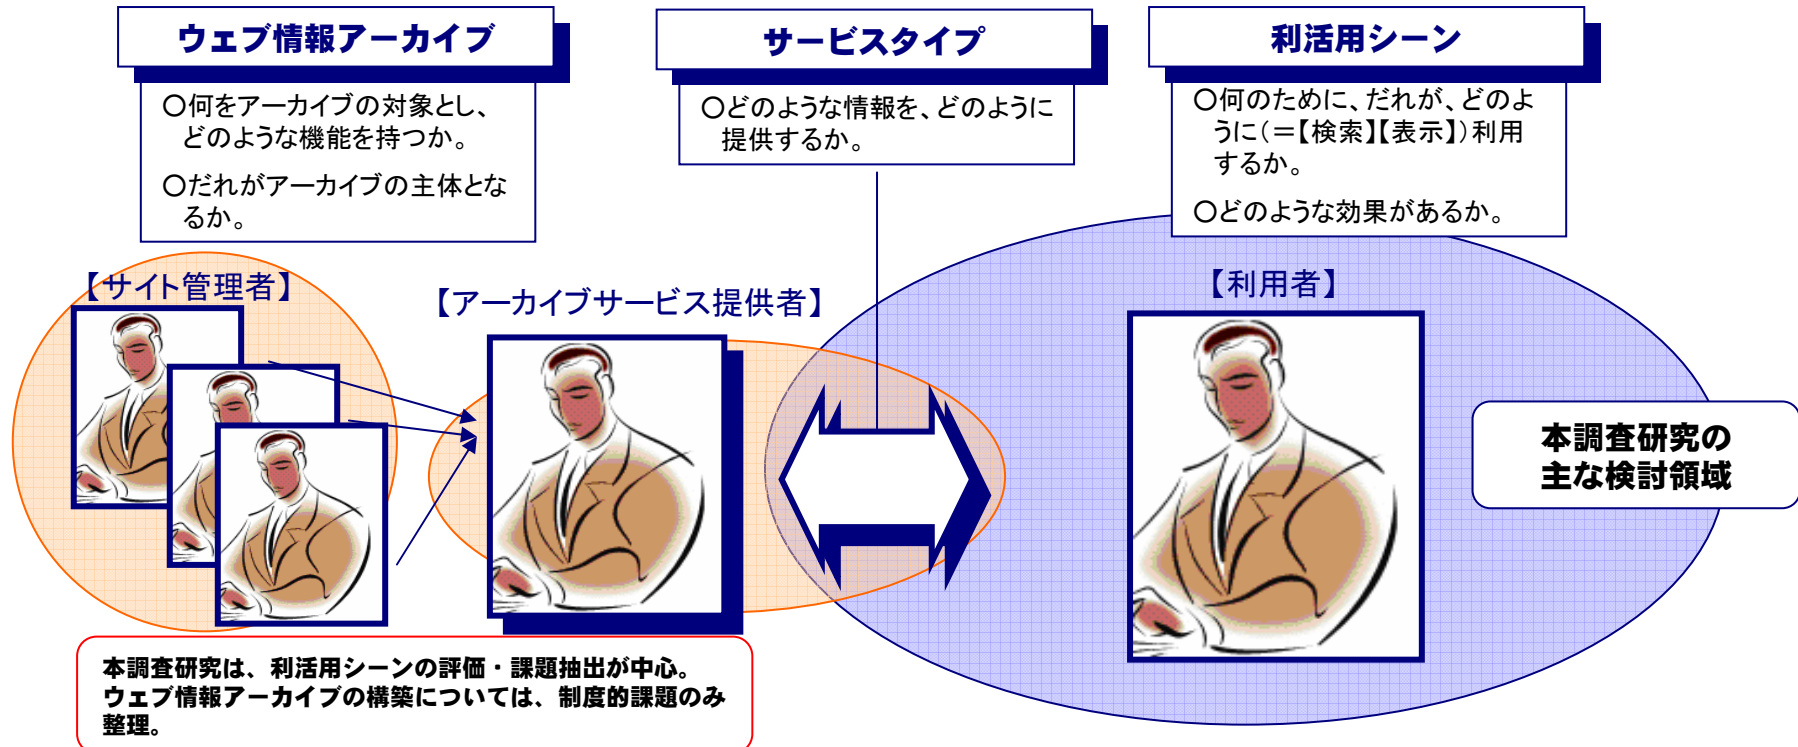 ウェブ情報アーカイブ
〇何をアーカイブの対象とし、
どのような機能を持つか。
〇だれがアーカイブの主体とな
るか。
サービスタイプ
〇どのような情報を、どのように
提供するか。
利活用シーン
〇何のために、だれが、どのよ
うに(=【検索】【表示】)利用
するか。
〇どのような効果があるか。
【サイト管理者】
【アーカイブサービス提供者】
【利用者】
本調査研究の
主な検討領域
本調査研究は、利活用シーンの評価・課題抽出が中心。
ウェブ情報アーカイブの構築については、制度的課題のみ
整理。